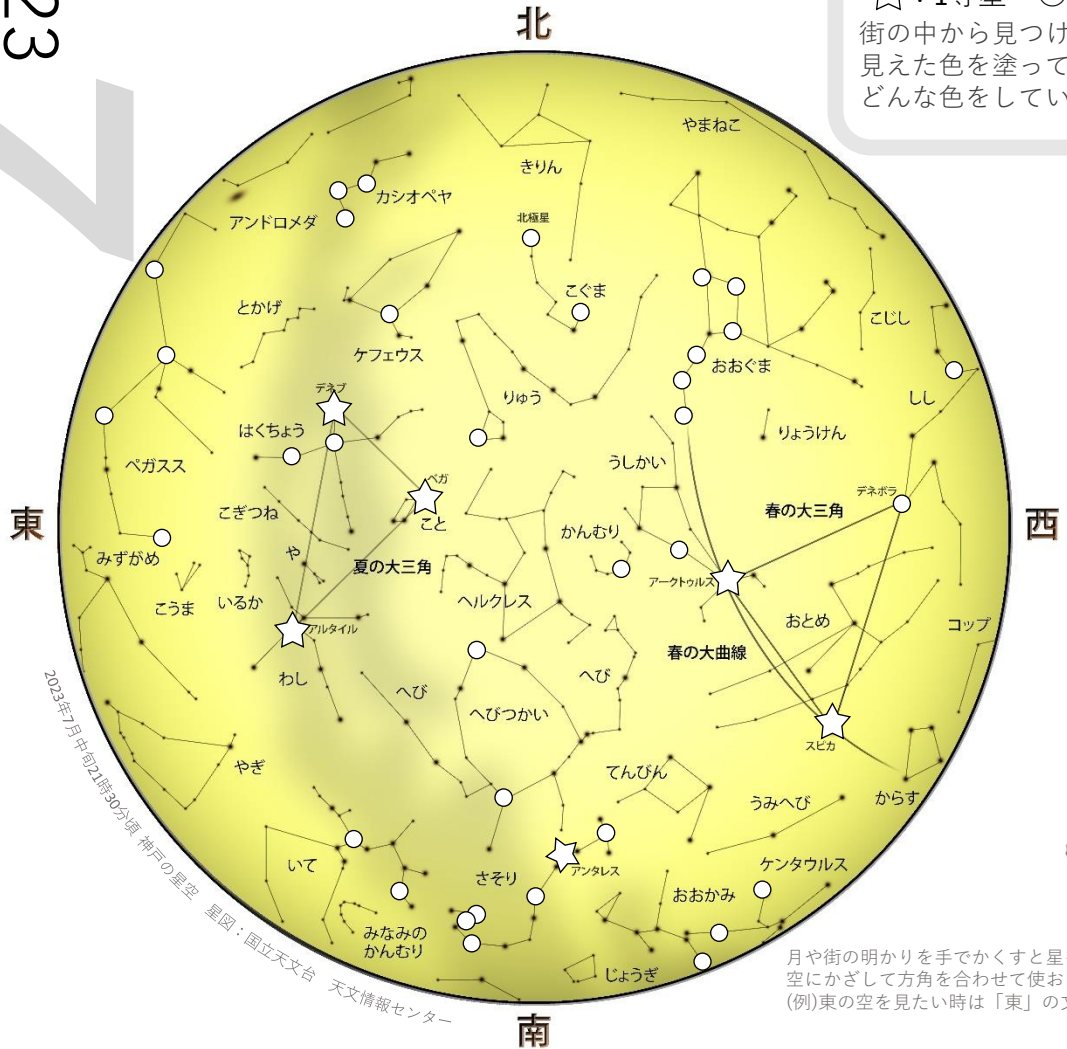 23
7
北
☆：1等星
街の中から見つけ
見えた色を塗って
どんな色をしてい
やまねこ
きりん
カシオペヤ
アンドロメダ
北極星
こぐま
とかげ
ケフェウス
こじし
おおぐま
しし
りゅう
デネブ
はくちょう
りょうけん
ペガスス
うしかい
ベガ
こと
デネボラ
春の大三角
こぎつね
かんむり
や
夏の大三角
みずがめ
こうま
いるか
ヘルクレス
アークトゥルス
アルタイル
おとめ
コップ
春の大曲線
わし
へび
へび
へびつかい
スピカ
やぎ
てんびん
うみへび
からす
いて
さそり
アンタレス
ケンタウルス
おおかみ
みなみの
かんむり
じょうぎ
東
西
南
2023年7月中旬21時30分頃 神戸の星空　星図：国立天文台　天文情報センター
月や街の明かりを手でかくすと星
空にかざして方角を合わせて使お
(例)東の空を見たい時は「東」の